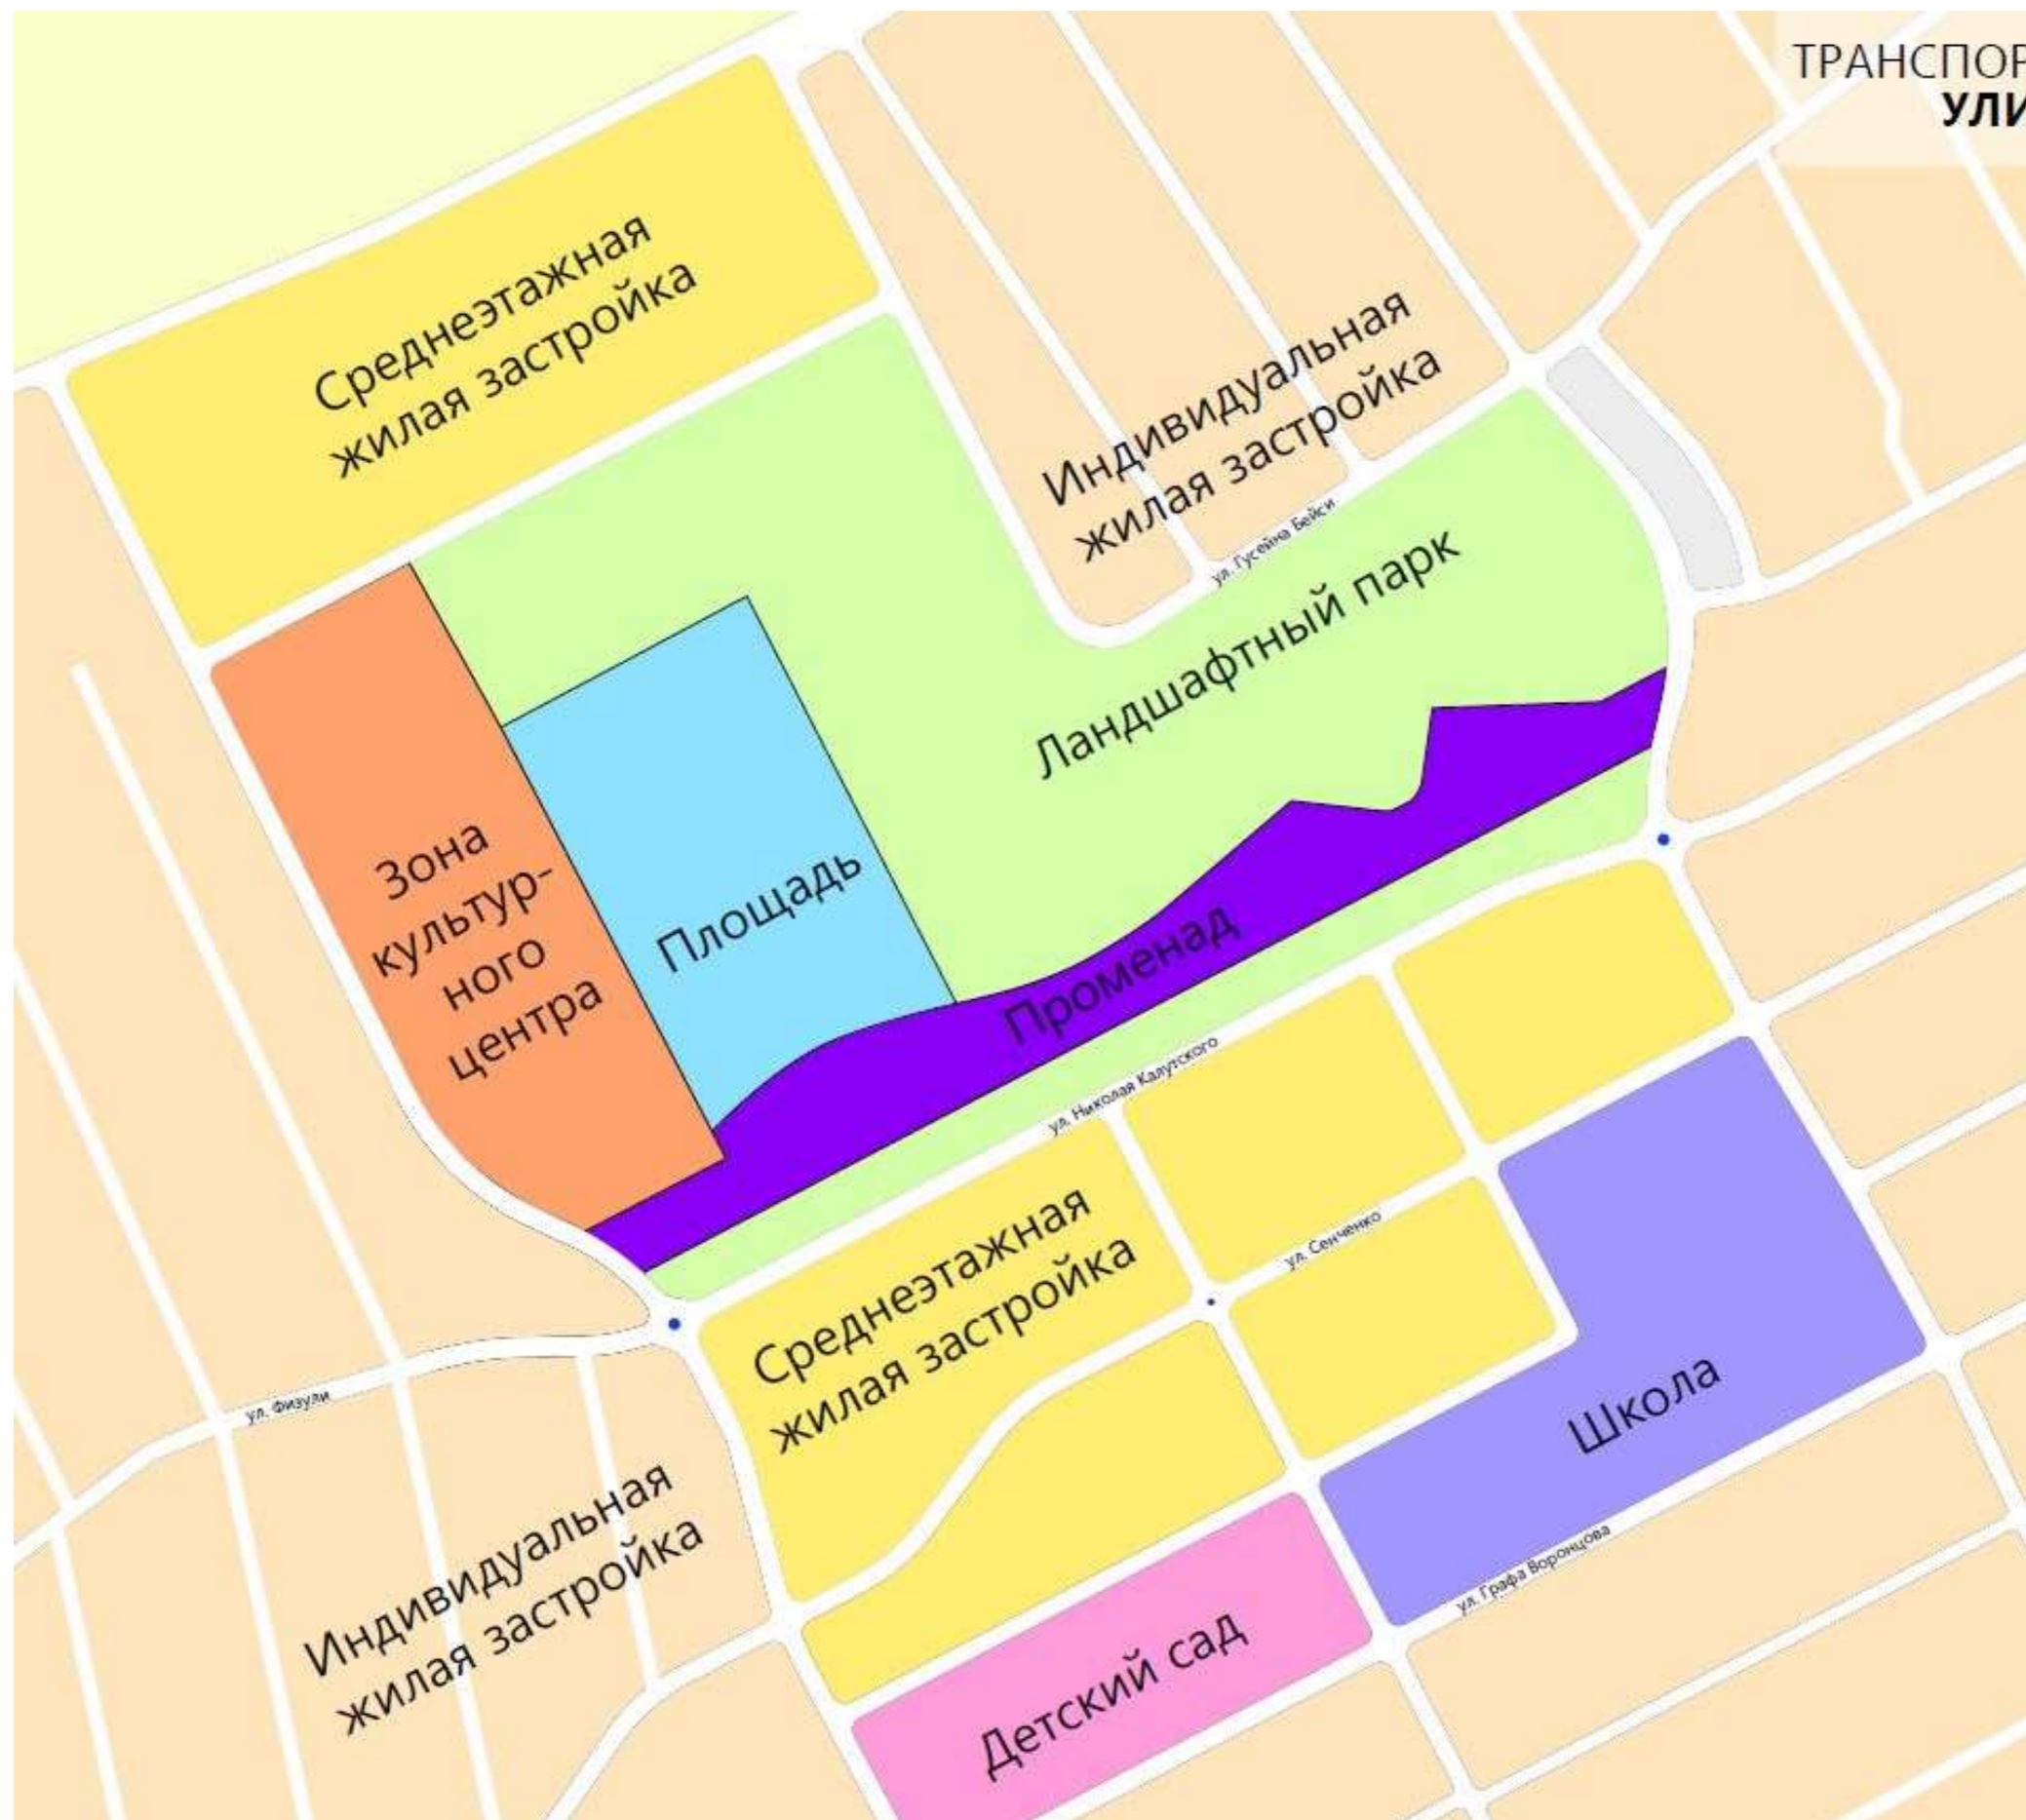 ТРАНСПОР
УЛИ
Среднеэтажная
жилая застройка
Индивидуальная
жилая застройка
ул. Гусейна Бейси
Ландшафтный парк
Зона
культур-
ного
центра
Площадь
Променад
ул. Николая Калутского
Среднеэтажная
жилая застройка
ул. Сенченко
ул. Физули
Школа
Индивидуальная
жилая застройка
ул. Графа Воронцова
Детский сад